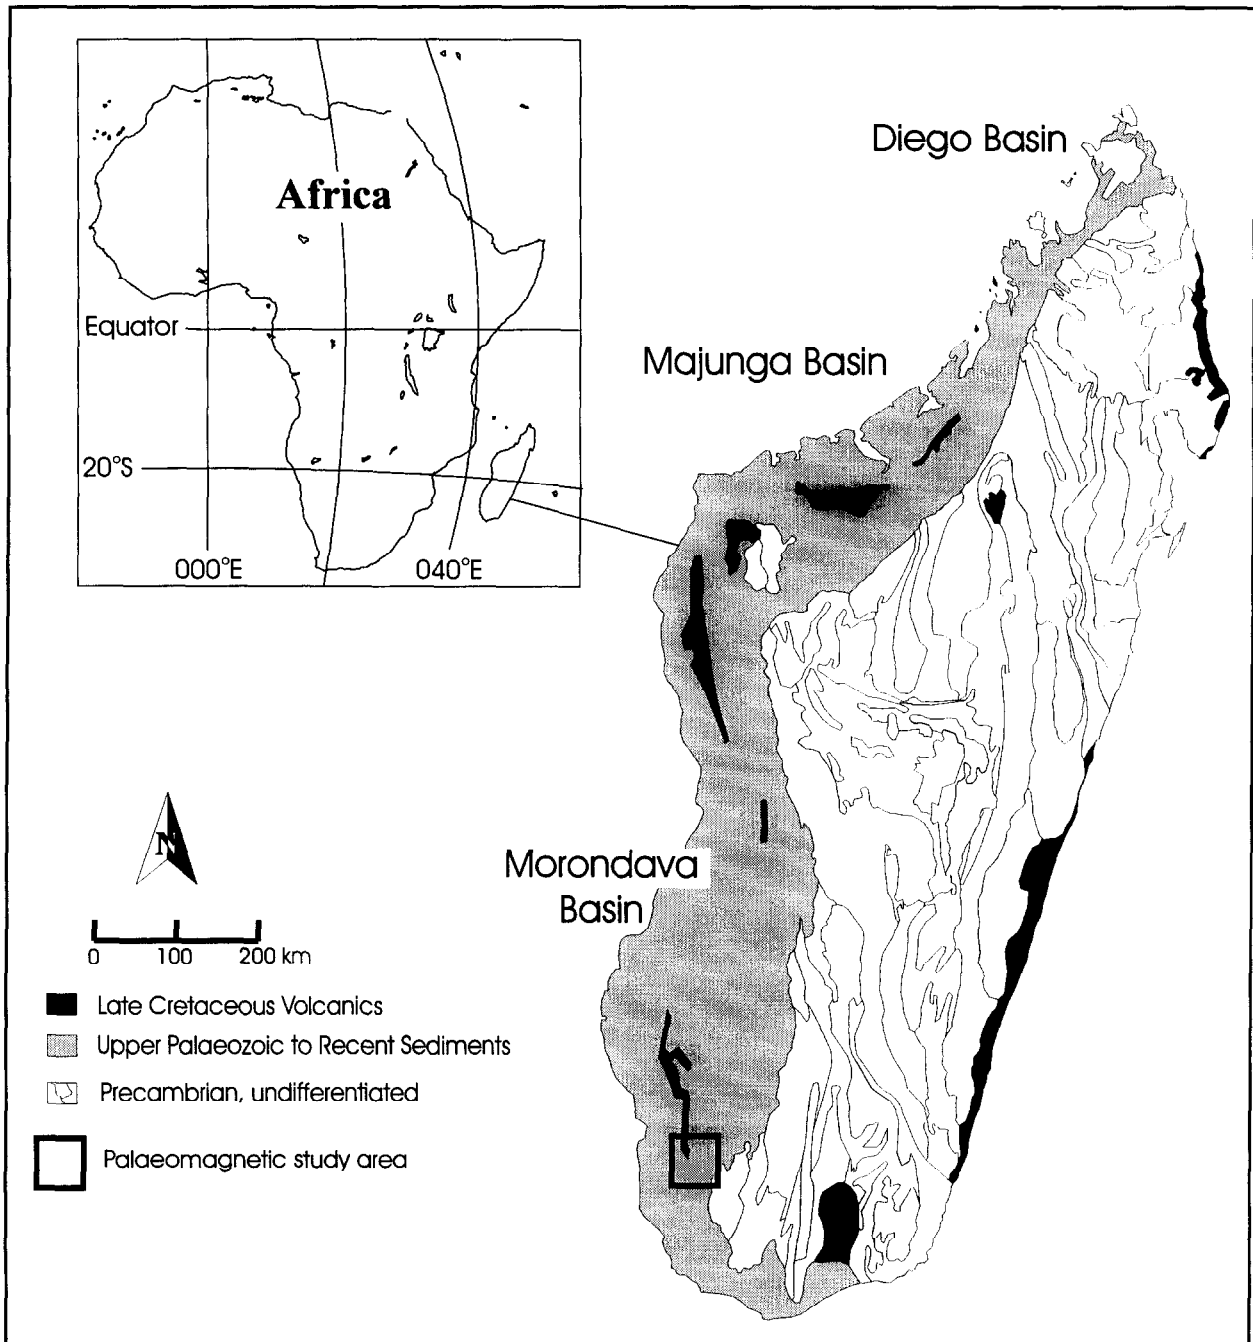 Africa
Equator
20°S
000°E
040°E
Diego Basin
Majunga Basin
Morondava
Basin
N
0 100 200 km
Late Cretaceous Volcanics
Upper Palaeozoic to Recent Sediments
Precambrian, undifferentiated
Palaeomagnetic study area